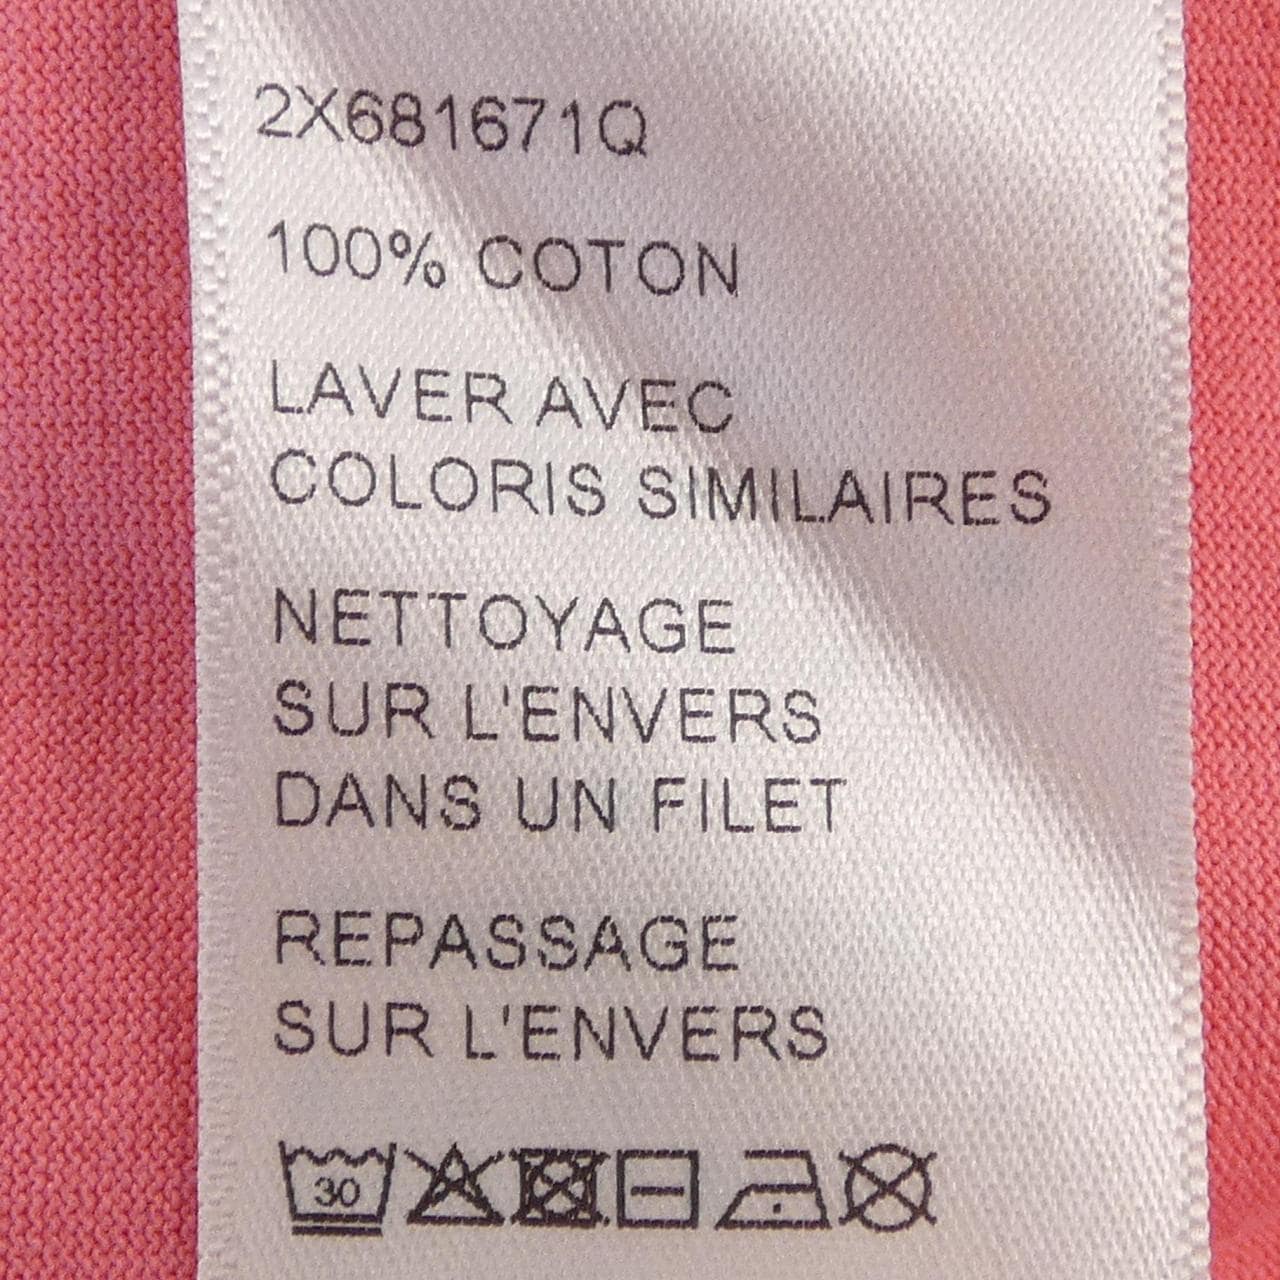 2X681671Q
100% COTON
LAVER AVEC
COLORIS SIMILAIRES
NETTOYAGE
SUR L'ENVERS
DANS UN FILET
REPASSAGE
SUR L'ENVERS
30